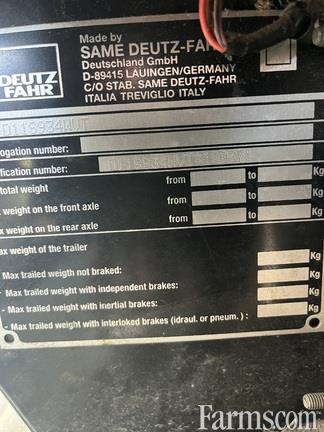 Made by
SAME DEUTZ-FAHR
Deutschland GmbH
D-89415 LAUINGEN/GERMANY
C/O STAB. SAME DEUTZ-FAHR
ITALIA TREVIGLIO ITALY
DEUTZ
FAHR
ogation number:
ification number:
total weight from to Kg
weight on the front axle from to Kg
weight on the rear axle from to Kg
weight of the trailer
Max trailed weigth not braked: Kg
- Max trailed weight with independent brakes: Kg
- Max trailed weight with inertial brakes: Kg
- Max trailed weight with interloked brakes (idraul. or pneum.) : Kg
Farms.com